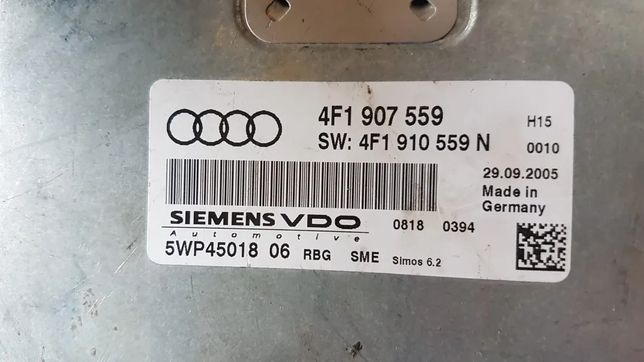 4F1 907 559 H15
SW: 4F1 910 559 N 0010
29.09.2005
Made in
Germany
SIEMENS VDO 0818 0394
Automotive
5WP45018 06 RBG SME Simos 6.2